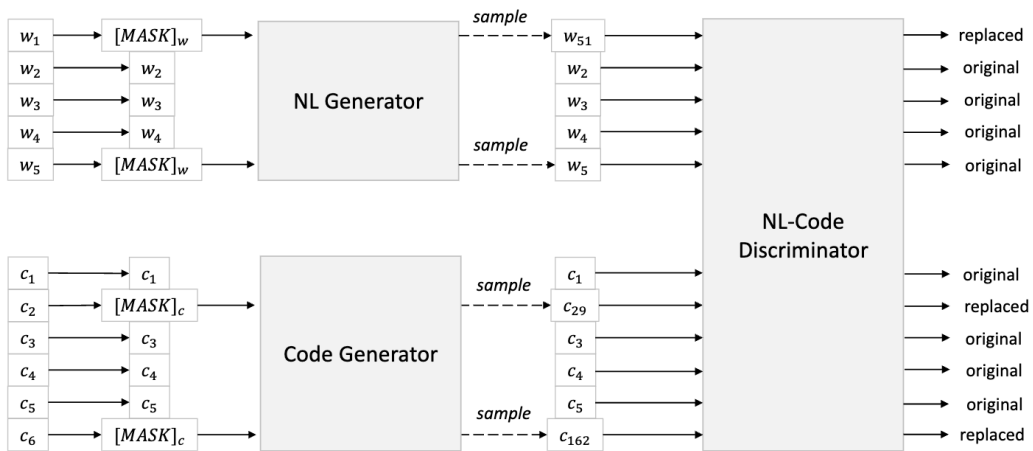 sample
w₁ [MASK]w w₅₁ replaced
w₂ w₂ w₂ original
w₃ w₃ NL Generator w₃ original
w₄ w₄ w₄ original
sample
w₅ [MASK]w w₅ original
NL-Code
Discriminator
c₁ c₁ c₁ original
sample
c₂ [MASK]c c₂₉ replaced
c₃ c₃ c₃ original
Code Generator
c₄ c₄ c₄ original
c₅ c₅ c₅ original
sample
c₆ [MASK]c c₁₆₂ replaced